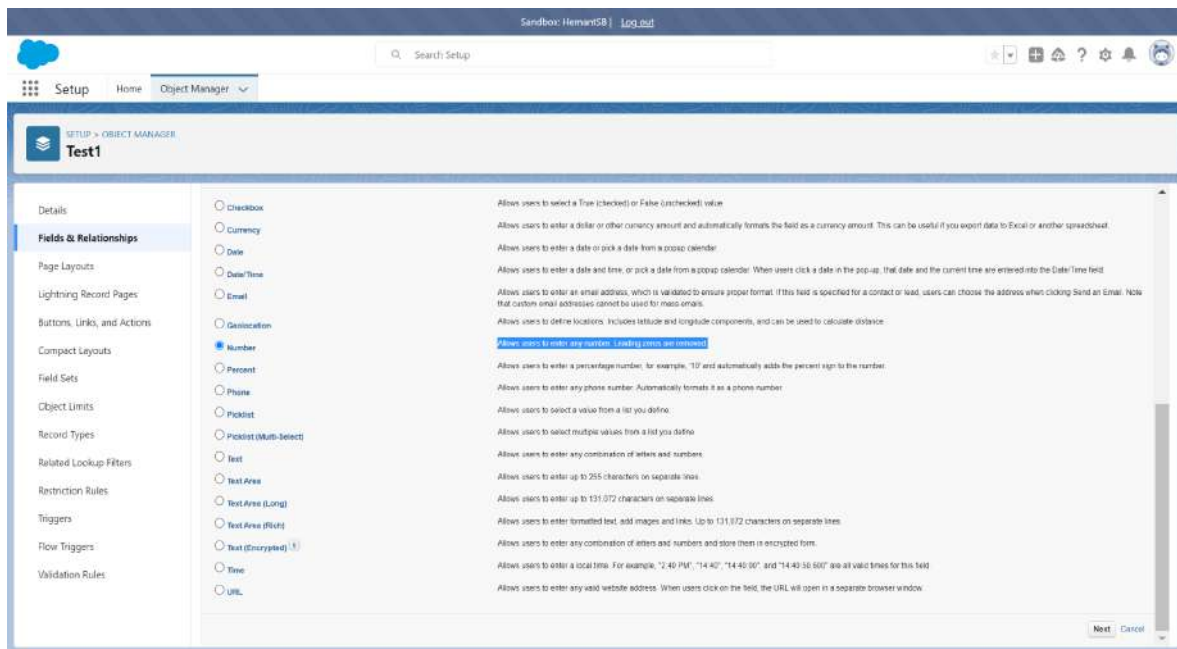 Sandbox: HemantSB | Log out
Search Setup
Setup Home Object Manager
SETUP > OBJECT MANAGER
Test1
Details
Fields & Relationships
Page Layouts
Lightning Record Pages
Buttons, Links, and Actions
Compact Layouts
Field Sets
Object Limits
Record Types
Related Lookup Filters
Restriction Rules
Triggers
Flow Triggers
Validation Rules
Checkbox Allows users to select a True (checked) or False (unchecked) value.
Currency Allows users to enter a dollar or other currency amount and automatically formats the field as a currency amount. This can be useful if you export data to Excel or another spreadsheet.
Date Allows users to enter a date or pick a date from a popup calendar.
Date/Time Allows users to enter a date and time, or pick a date from a popup calendar. When users click a date in the pop-up, that date and the current time are entered into the Date/Time field.
Email Allows users to enter an email address, which is validated to ensure proper format. If this field is specified for a contact or lead, users can choose the address when clicking Send an Email. Note
that custom email addresses cannot be used for mass emails.
Geolocation Allows users to define locations. Includes latitude and longitude components, and can be used to calculate distance.
Number Allows users to enter any number. Leading zeros are removed.
Percent Allows users to enter a percentage number, for example, '10' and automatically adds the percent sign to the number.
Phone Allows users to enter any phone number. Automatically formats it as a phone number.
Picklist Allows users to select a value from a list you define.
Picklist (Multi-Select) Allows users to select multiple values from a list you define.
Text Allows users to enter any combination of letters and numbers.
Text Area Allows users to enter up to 255 characters on separate lines.
Text Area (Long) Allows users to enter up to 131,072 characters on separate lines.
Text Area (Rich) Allows users to enter formatted text, add images and links. Up to 131,072 characters on separate lines.
Text (Encrypted) Allows users to enter any combination of letters and numbers and store them in encrypted form.
Time Allows users to enter a local time. For example, "2:40 PM", "14:40", "14:40:00", and "14:40:50.600" are all valid times for this field.
URL Allows users to enter any valid website address. When users click on the field, the URL will open in a separate browser window.
Next Cancel